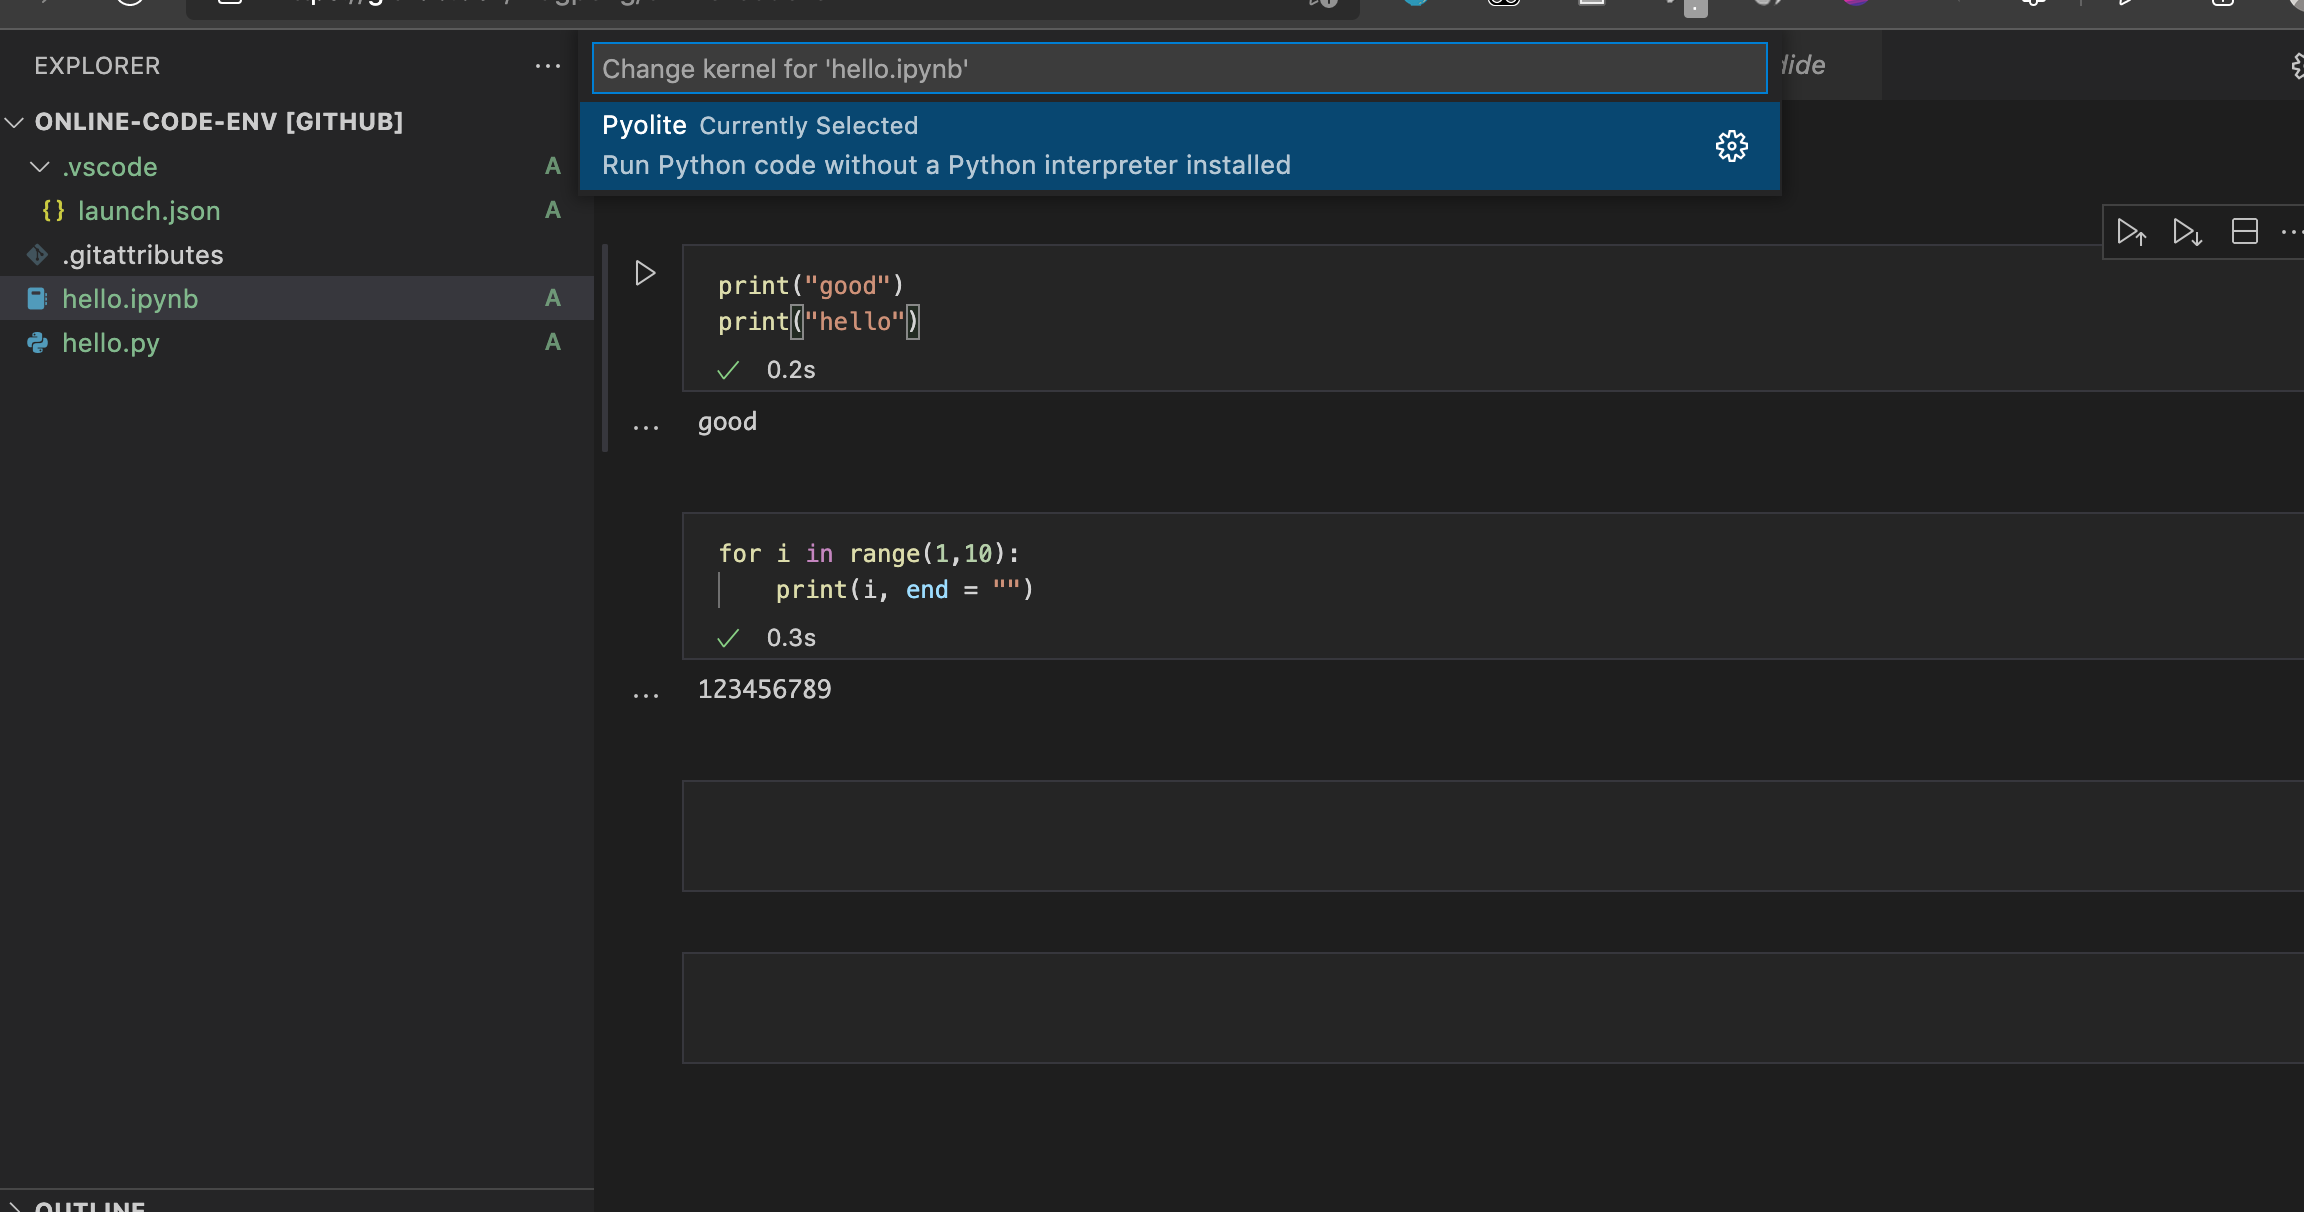 EXPLORER
ONLINE-CODE-ENV [GITHUB]
.vscode A
{} launch.json A
.gitattributes
hello.ipynb A
hello.py A
OUTLINE
Change kernel for 'hello.ipynb'
Pyolite Currently Selected
Run Python code without a Python interpreter installed
print("good")
print("hello")
0.2s
good
for i in range(1,10):
print(i, end = "")
0.3s
123456789